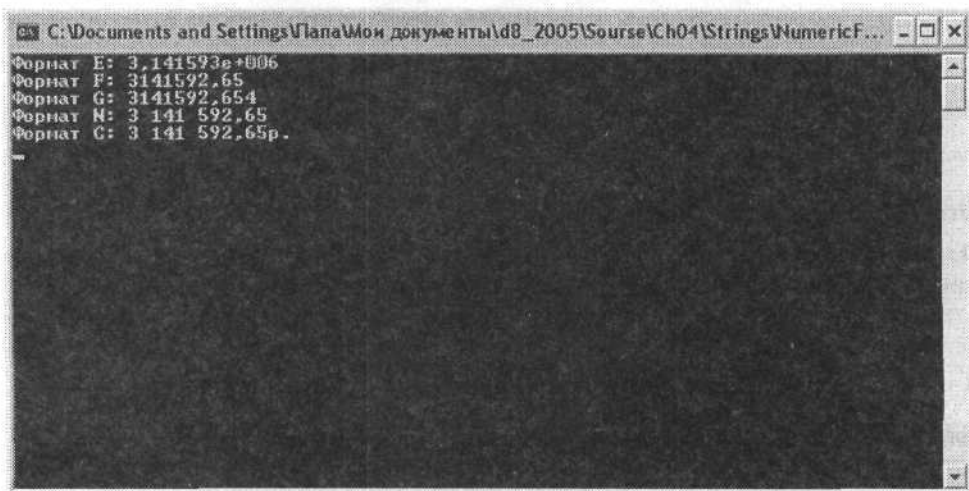 C:\Documents and Settings\Папа\Мои документы\d8_2005\Sourse\Ch04\Strings\NumericF...
Формат E: 3,141593e+006
Формат F: 3141592,65
Формат G: 3141592,654
Формат N: 3 141 592,65
Формат C: 3 141 592,65р.